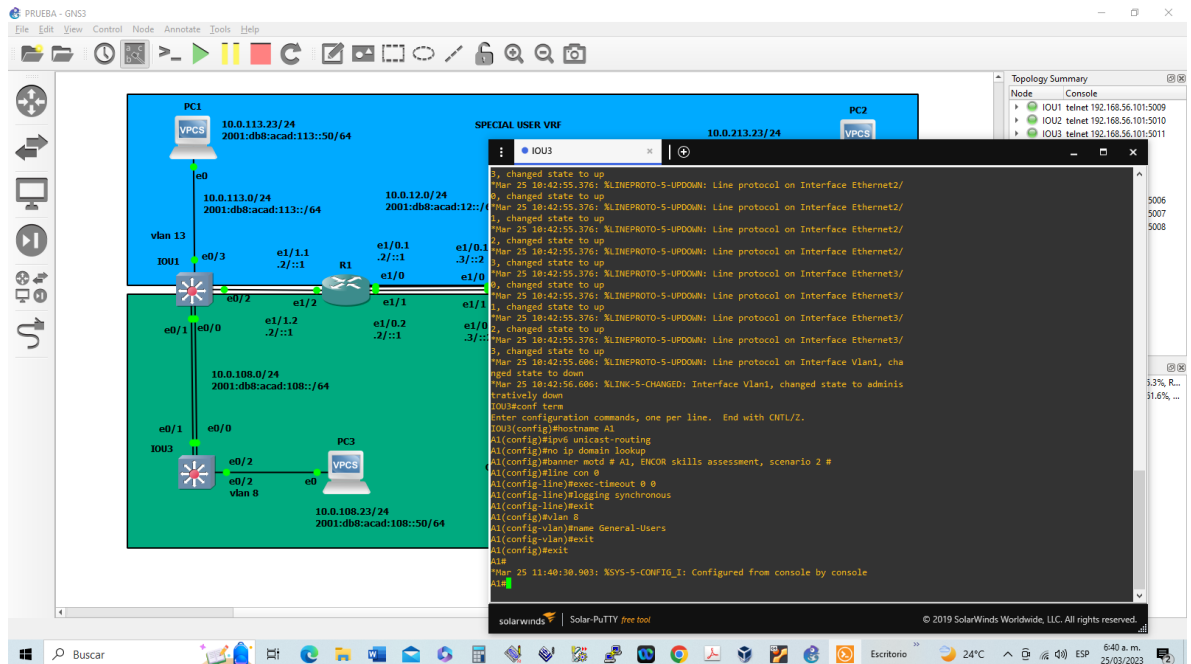 PRUEBA - GNS3
File Edit View Control Node Annotate Tools Help
PC1
VPCS
10.0.113.23/24
2001:db8:acad:113::50/64
e0
SPECIAL USER VRF
PC2
10.0.213.23/24
VPCS
10.0.113.0/24
2001:db8:acad:113::/64
10.0.12.0/24
2001:db8:acad:12::/
vlan 13
IOU1
e0/3
e1/1.1
.2/::1
R1
e1/0.1
.2/::1
e1/0.1
.3/::2
e1/0
e1/0
e0/2
e1/2
e1/1
e1/1
e0/1
e0/0
e1/1.2
.2/::1
e1/0.2
.2/::1
e1/0
.3/::
10.0.108.0/24
2001:db8:acad:108::/64
e0/1
e0/0
IOU3
e0/2
e0/2
vlan 8
e0
PC3
VPCS
10.0.108.23/24
2001:db8:acad:108::50/64
Topology Summary
Node Console
IOU1 telnet 192.168.56.101:5009
IOU2 telnet 192.168.56.101:5010
IOU3 telnet 192.168.56.101:5011
5006
5007
5008
5.3%, R...
51.6%, ...
IOU3
3, changed state to up
*Mar 25 10:42:55.376: %LINEPROTO-5-UPDOWN: Line protocol on Interface Ethernet2/
0, changed state to up
*Mar 25 10:42:55.376: %LINEPROTO-5-UPDOWN: Line protocol on Interface Ethernet2/
1, changed state to up
*Mar 25 10:42:55.376: %LINEPROTO-5-UPDOWN: Line protocol on Interface Ethernet2/
2, changed state to up
*Mar 25 10:42:55.376: %LINEPROTO-5-UPDOWN: Line protocol on Interface Ethernet2/
3, changed state to up
*Mar 25 10:42:55.376: %LINEPROTO-5-UPDOWN: Line protocol on Interface Ethernet3/
0, changed state to up
*Mar 25 10:42:55.376: %LINEPROTO-5-UPDOWN: Line protocol on Interface Ethernet3/
1, changed state to up
*Mar 25 10:42:55.376: %LINEPROTO-5-UPDOWN: Line protocol on Interface Ethernet3/
2, changed state to up
*Mar 25 10:42:55.376: %LINEPROTO-5-UPDOWN: Line protocol on Interface Ethernet3/
3, changed state to up
*Mar 25 10:42:55.606: %LINEPROTO-5-UPDOWN: Line protocol on Interface Vlan1, cha
nged state to down
*Mar 25 10:42:56.606: %LINK-5-CHANGED: Interface Vlan1, changed state to adminis
tratively down
IOU3#conf term
Enter configuration commands, one per line. End with CNTL/Z.
IOU3(config)#hostname A1
A1(config)#ipv6 unicast-routing
A1(config)#no ip domain lookup
A1(config)#banner motd # A1, ENCOR skills assessment, scenario 2 #
A1(config)#line con 0
A1(config-line)#exec-timeout 0 0
A1(config-line)#logging synchronous
A1(config-line)#exit
A1(config)#vlan 8
A1(config-vlan)#name General-Users
A1(config-vlan)#exit
A1(config)#exit
A1#
*Mar 25 11:40:30.903: %SYS-5-CONFIG_I: Configured from console by console
A1#
solarwinds Solar-PuTTY free tool
© 2019 SolarWinds Worldwide, LLC. All rights reserved.
Buscar
Escritorio
24°C
ESP
6:40 a. m.
25/03/2023
2